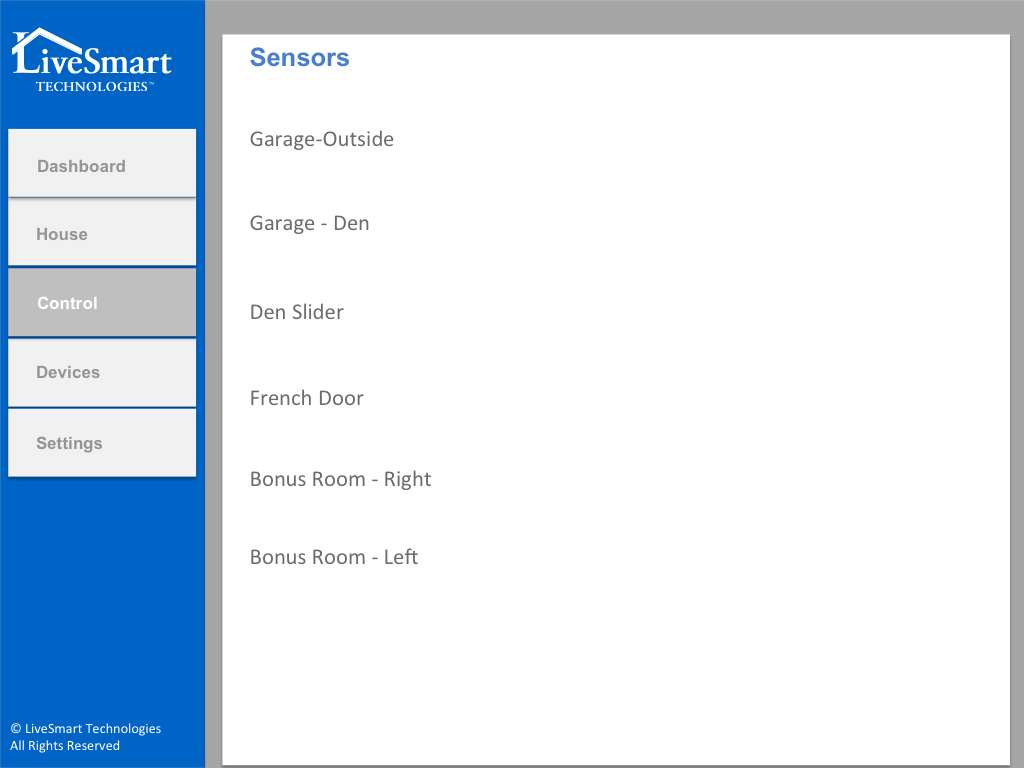 LiveSmart
TECHNOLOGIES™
Dashboard
House
Control
Devices
Settings
© LiveSmart Technologies
All Rights Reserved
Sensors
Garage-Outside
Garage - Den
Den Slider
French Door
Bonus Room - Right
Bonus Room - Left